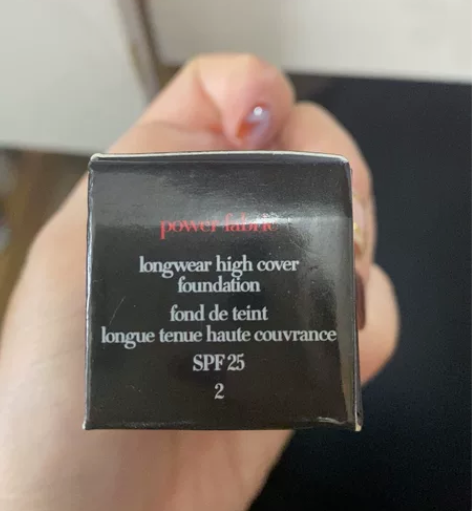 power fabric
longwear high cover
foundation
fond de teint
longue tenue haute couvrance
SPF 25
2